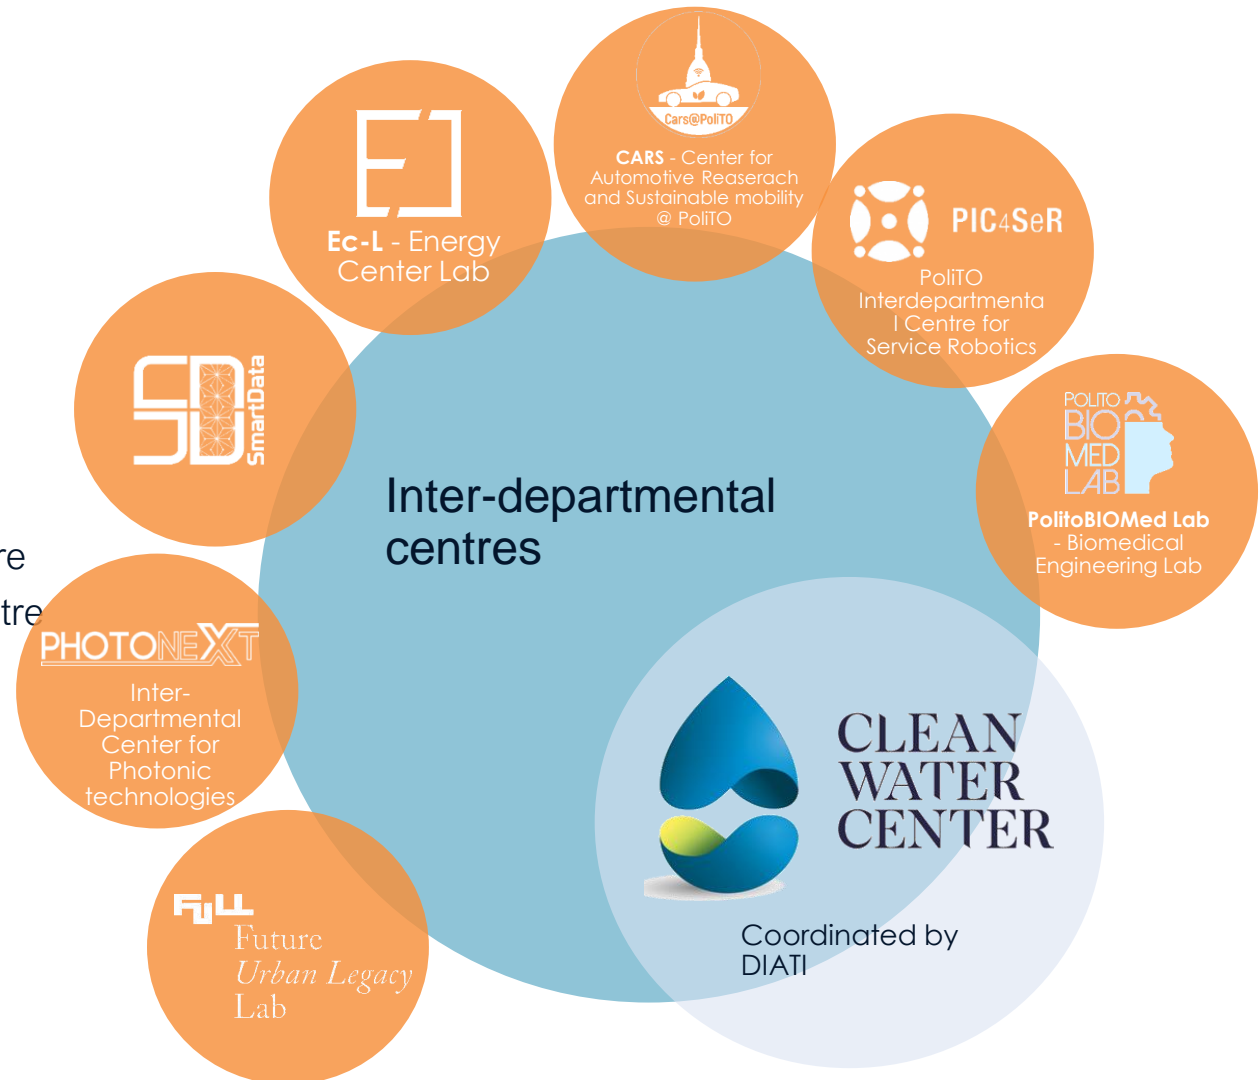 Cars@PoliTO
CARS - Center for
Automotive Reaserach
and Sustainable mobility
@ PoliTO
Ec-L - Energy
Center Lab
PIC4SeR
PoliTO
Interdepartmenta
l Centre for
Service Robotics
SmartData
POLITO
BIO
MED
LAB
PolitoBIOMed Lab
- Biomedical
Engineering Lab
Inter-departmental
centres
re
tre
PHOTONEXT
Inter-
Departmental
Center for
Photonic
technologies
CLEAN
WATER
CENTER
Coordinated by
DIATI
FULL
Future
Urban Legacy
Lab